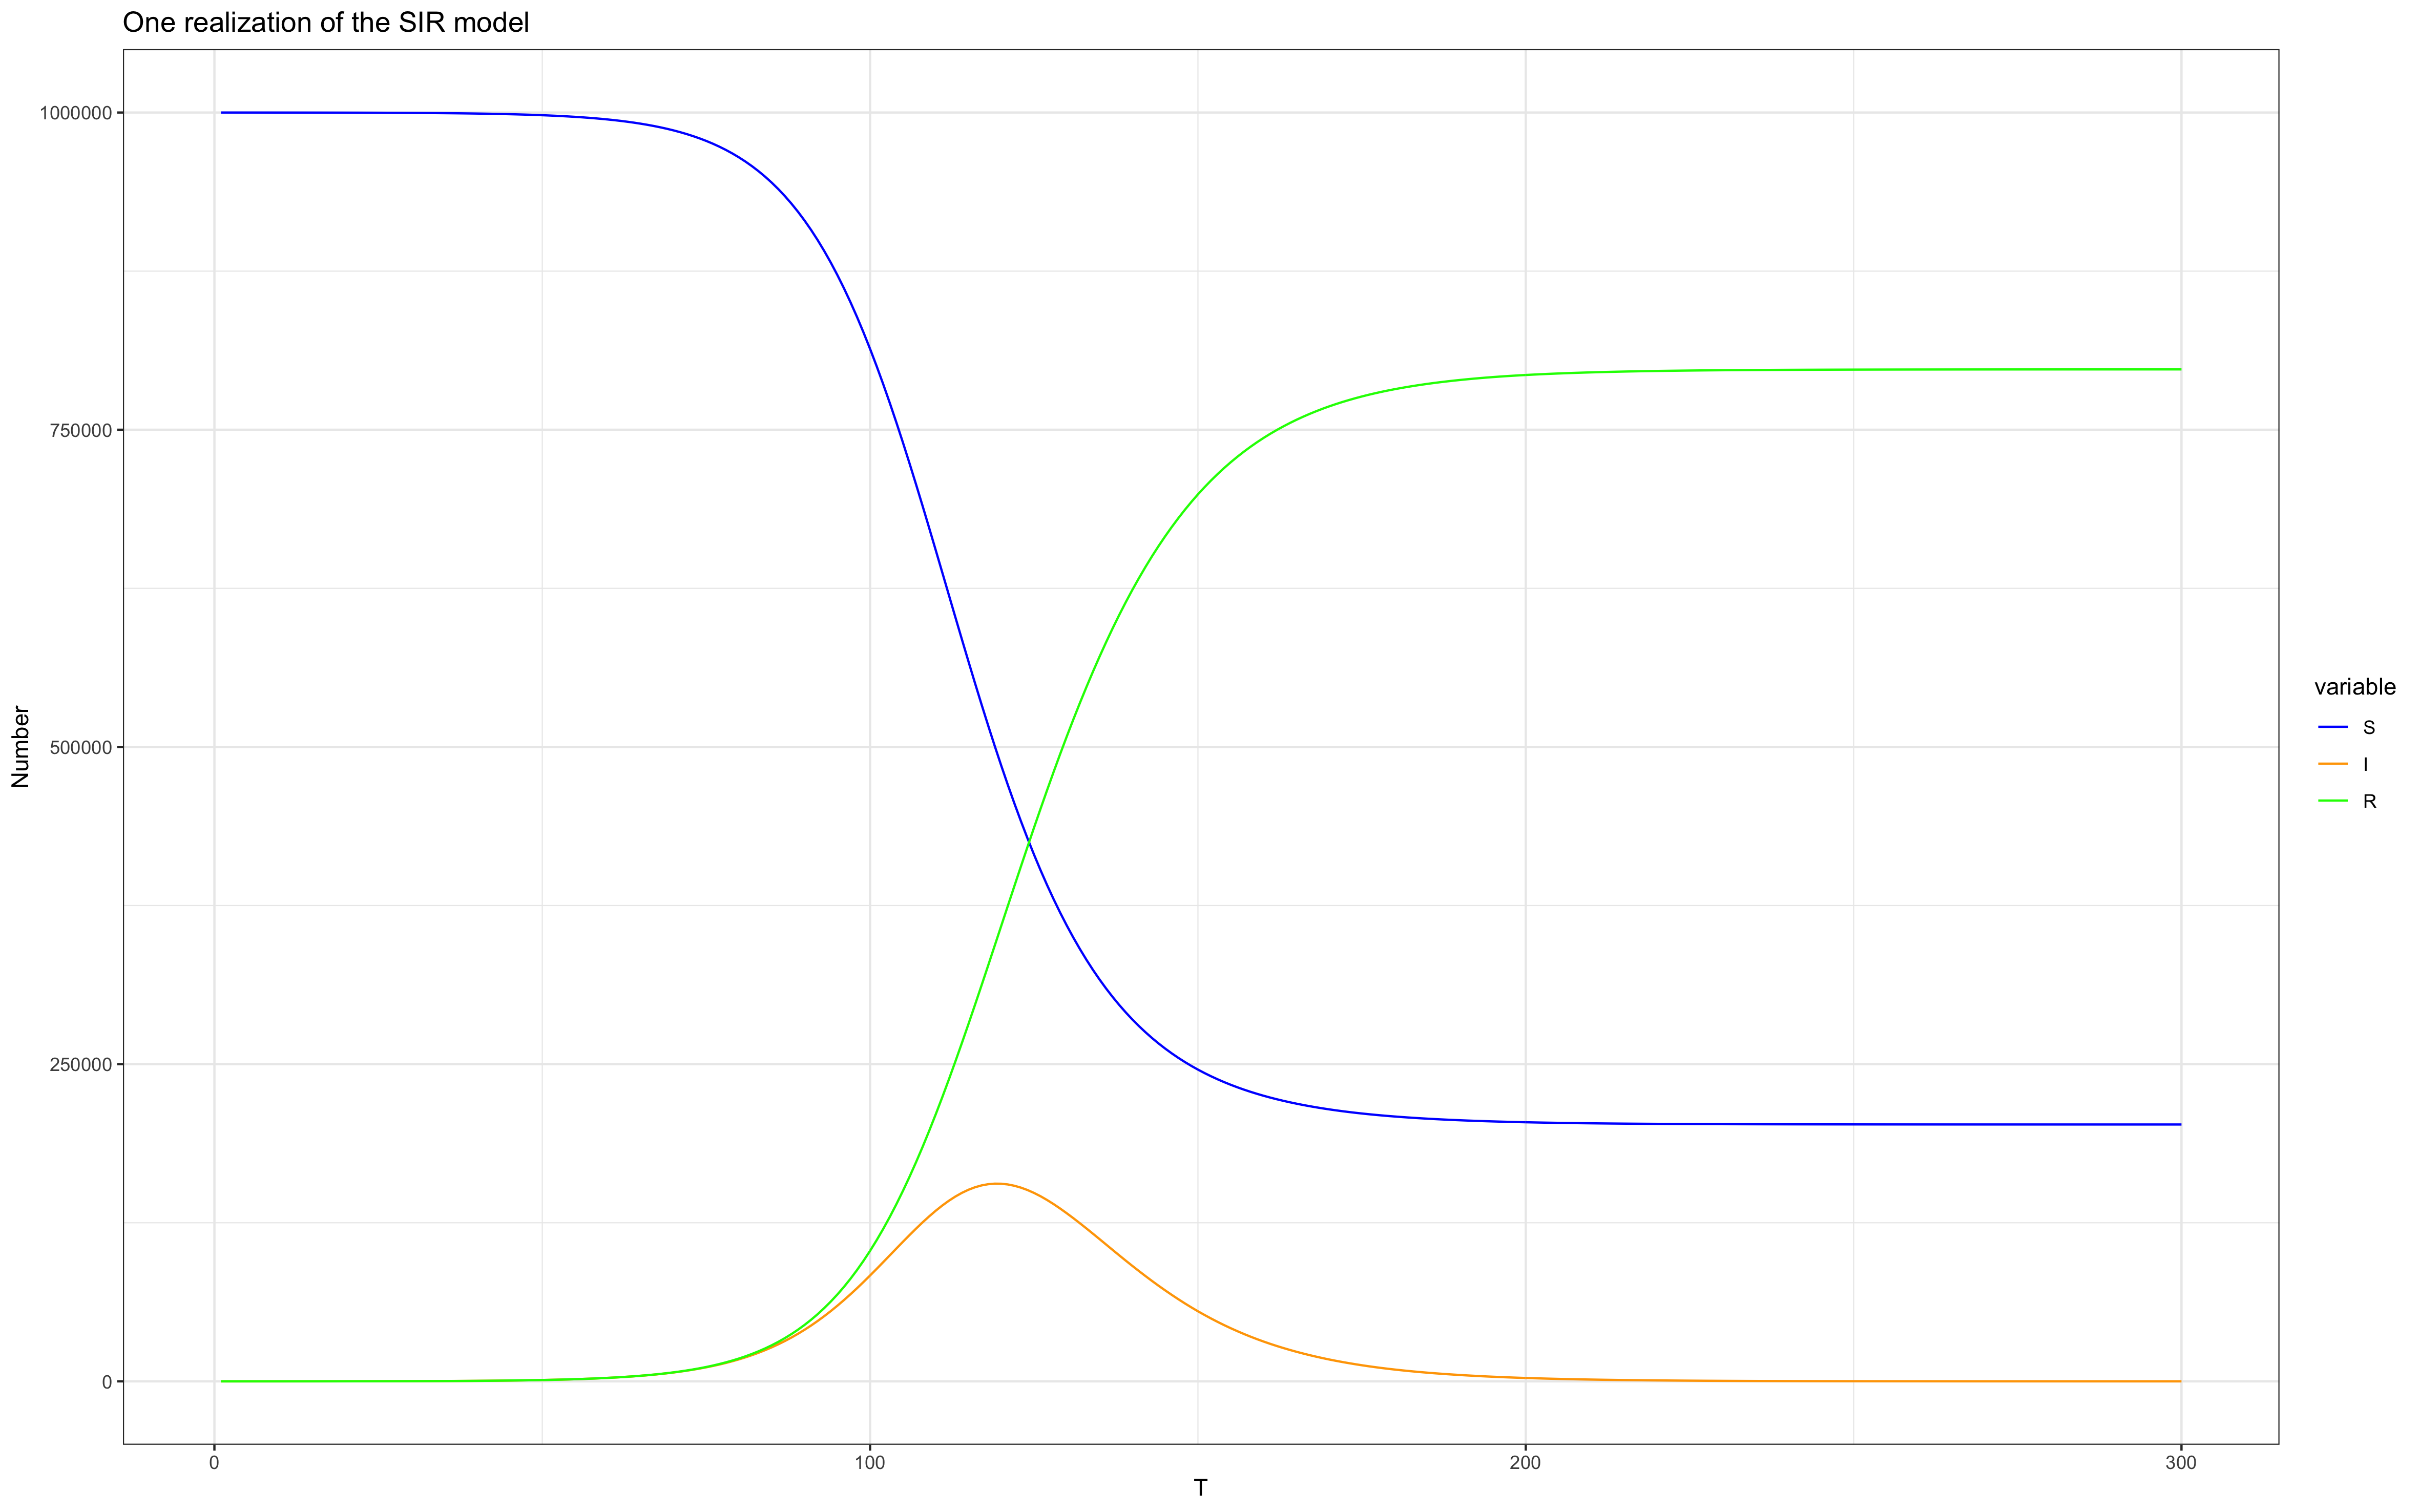 One realization of the SIR model
1000000
750000
500000
250000
0
Number
0
100
200
300
T
variable
S
I
R